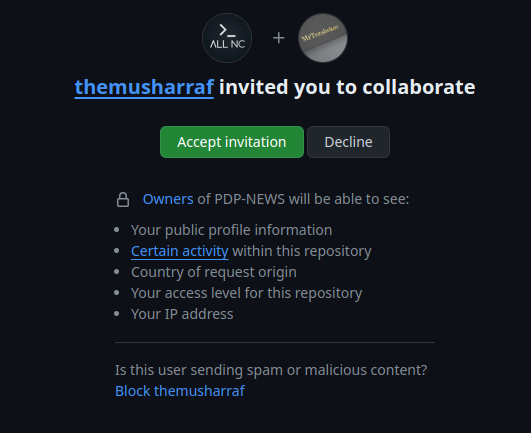 >_
ALL NC
+
MrTurabekov
themusharraf invited you to collaborate
Accept invitation
Decline
Owners of PDP-NEWS will be able to see:
• Your public profile information
• Certain activity within this repository
• Country of request origin
• Your access level for this repository
• Your IP address
Is this user sending spam or malicious content?
Block themusharraf